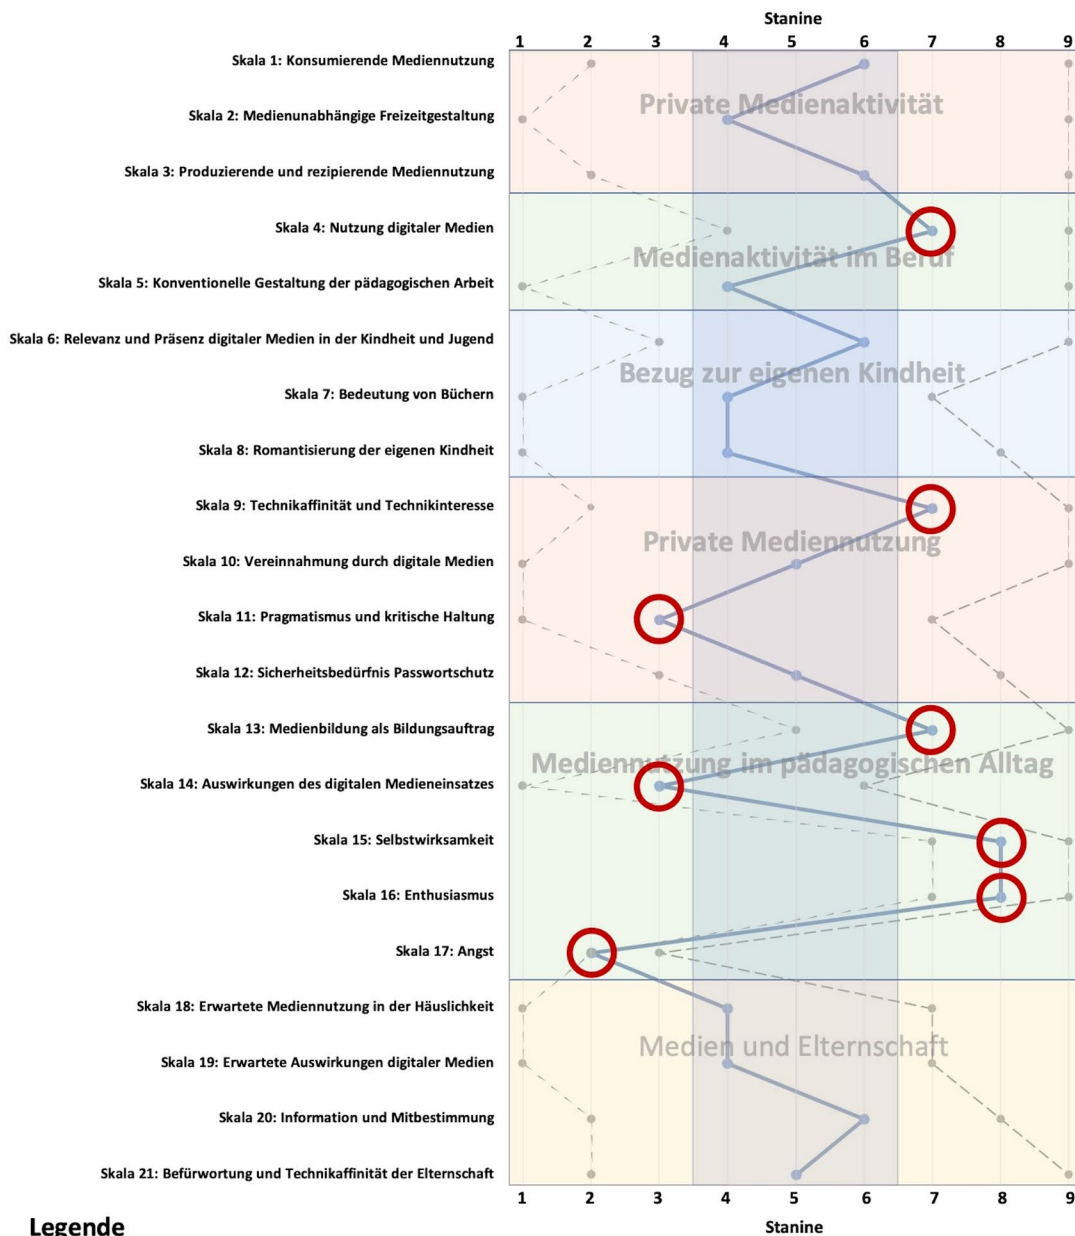 Stanine
1 2 3 4 5 6 7 8 9
Skala 1: Konsumierende Mediennutzung
Private Medienaktivität
Skala 2: Medienunabhängige Freizeitgestaltung
Skala 3: Produzierende und rezipierende Mediennutzung
Skala 4: Nutzung digitaler Medien
Medienaktivität im Beruf
Skala 5: Konventionelle Gestaltung der pädagogischen Arbeit
Skala 6: Relevanz und Präsenz digitaler Medien in der Kindheit und Jugend
Bezug zur eigenen Kindheit
Skala 7: Bedeutung von Büchern
Skala 8: Romantisierung der eigenen Kindheit
Skala 9: Technikaffinität und Technikinteresse
Private Mediennutzung
Skala 10: Vereinnahmung durch digitale Medien
Skala 11: Pragmatismus und kritische Haltung
Skala 12: Sicherheitsbedürfnis Passwortschutz
Skala 13: Medienbildung als Bildungsauftrag
Mediennutzung im pädagogischen Alltag
Skala 14: Auswirkungen des digitalen Medieneinsatzes
Skala 15: Selbstwirksamkeit
Skala 16: Enthusiasmus
Skala 17: Angst
Skala 18: Erwartete Mediennutzung in der Häuslichkeit
Medien und Elternschaft
Skala 19: Erwartete Auswirkungen digitaler Medien
Skala 20: Information und Mitbestimmung
Skala 21: Befürwortung und Technikaffinität der Elternschaft
1 2 3 4 5 6 7 8 9
Legende
Stanine